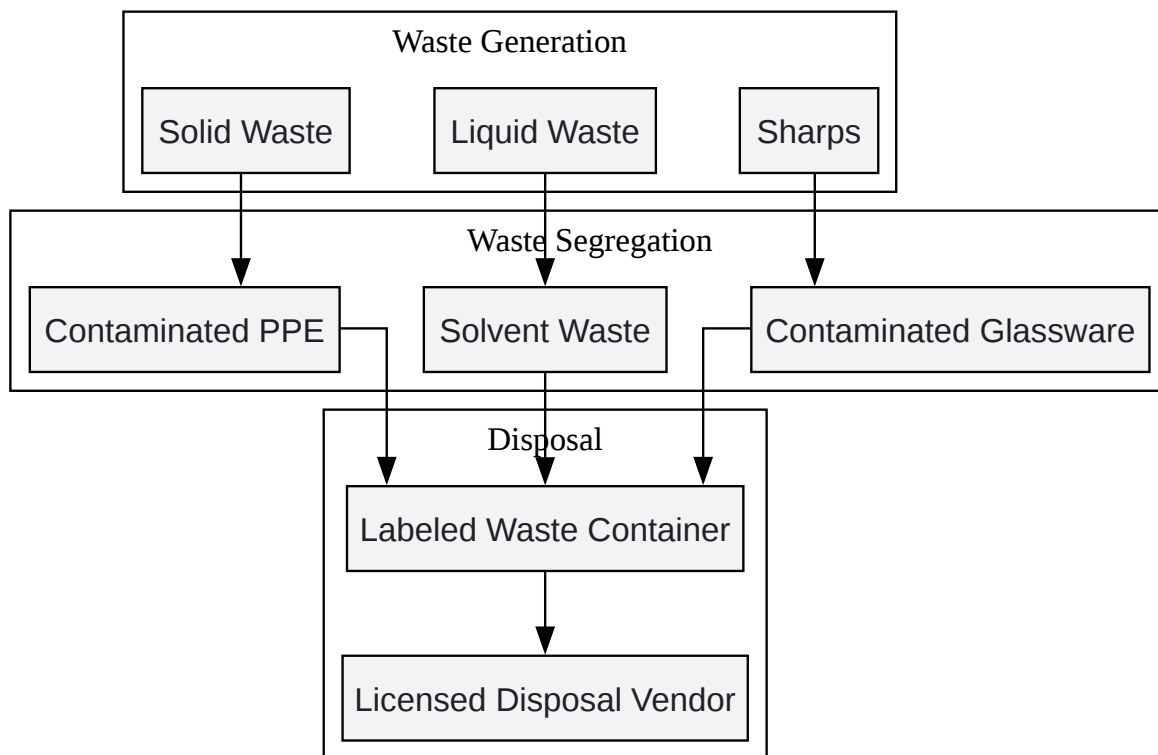 Waste Generation
Solid Waste
Liquid Waste
Sharps
Waste Segregation
Contaminated PPE
Solvent Waste
Contaminated Glassware
Disposal
Labeled Waste Container
Licensed Disposal Vendor